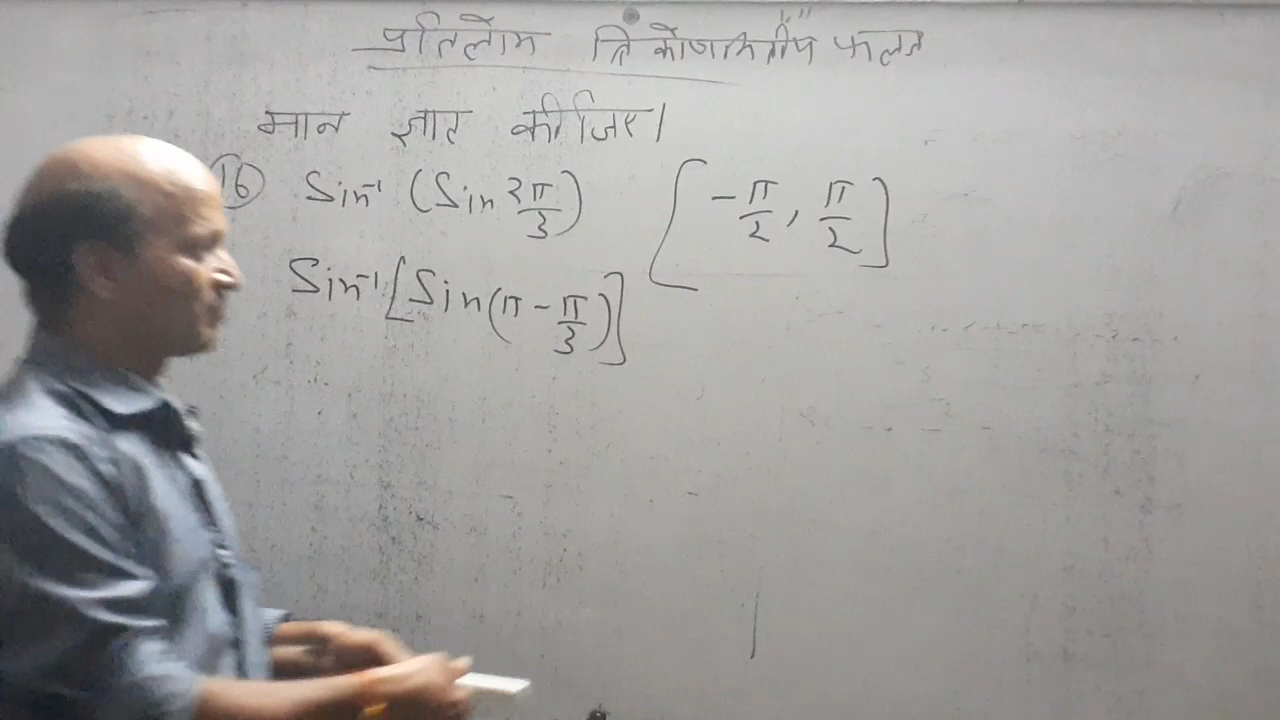 प्रतिलोम त्रिकोणमितीय फलन
मान ज्ञात कीजिए।
16 Sin⁻¹ (Sin 2π/3) [-π/2, π/2]
Sin⁻¹ [Sin (π - π/3)]